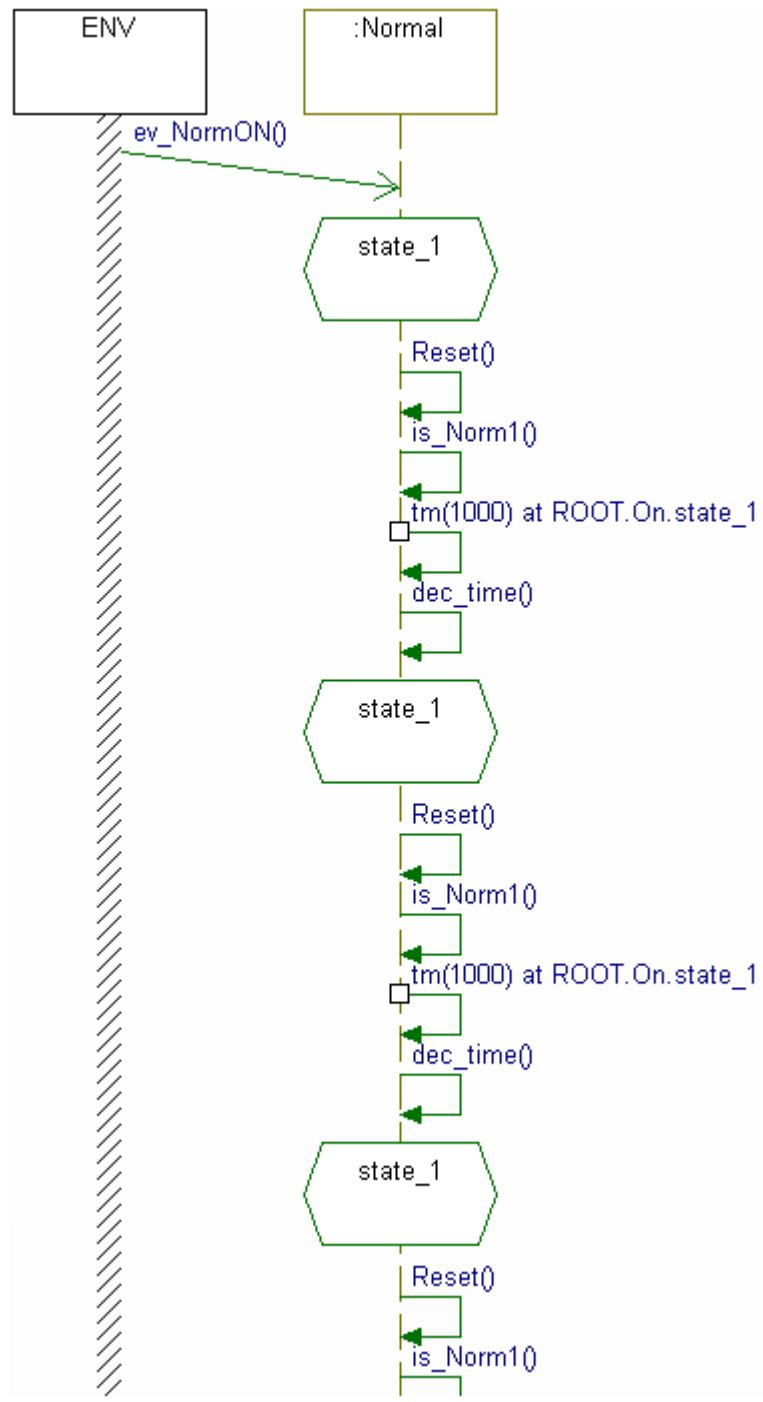 ENV
:Normal
ev_NormON()
state_1
Reset()
is_Norm1()
tm(1000) at ROOT.On.state_1
dec_time()
state_1
Reset()
is_Norm1()
tm(1000) at ROOT.On.state_1
dec_time()
state_1
Reset()
is_Norm1()